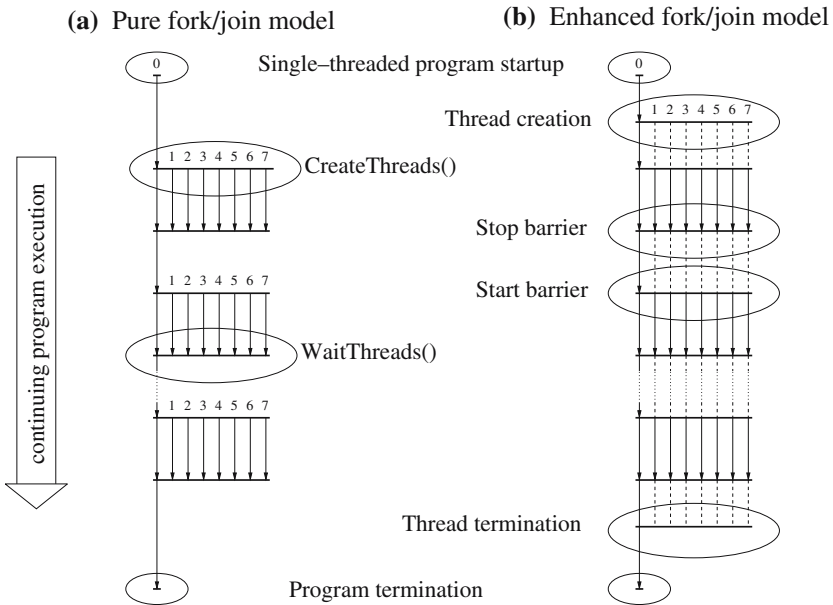 (a) Pure fork/join model
(b) Enhanced fork/join model
0
Single–threaded program startup
0
1 2 3 4 5 6 7
Thread creation
1 2 3 4 5 6 7
CreateThreads()
Stop barrier
1 2 3 4 5 6 7
Start barrier
WaitThreads()
continuing program execution
1 2 3 4 5 6 7
Thread termination
Program termination